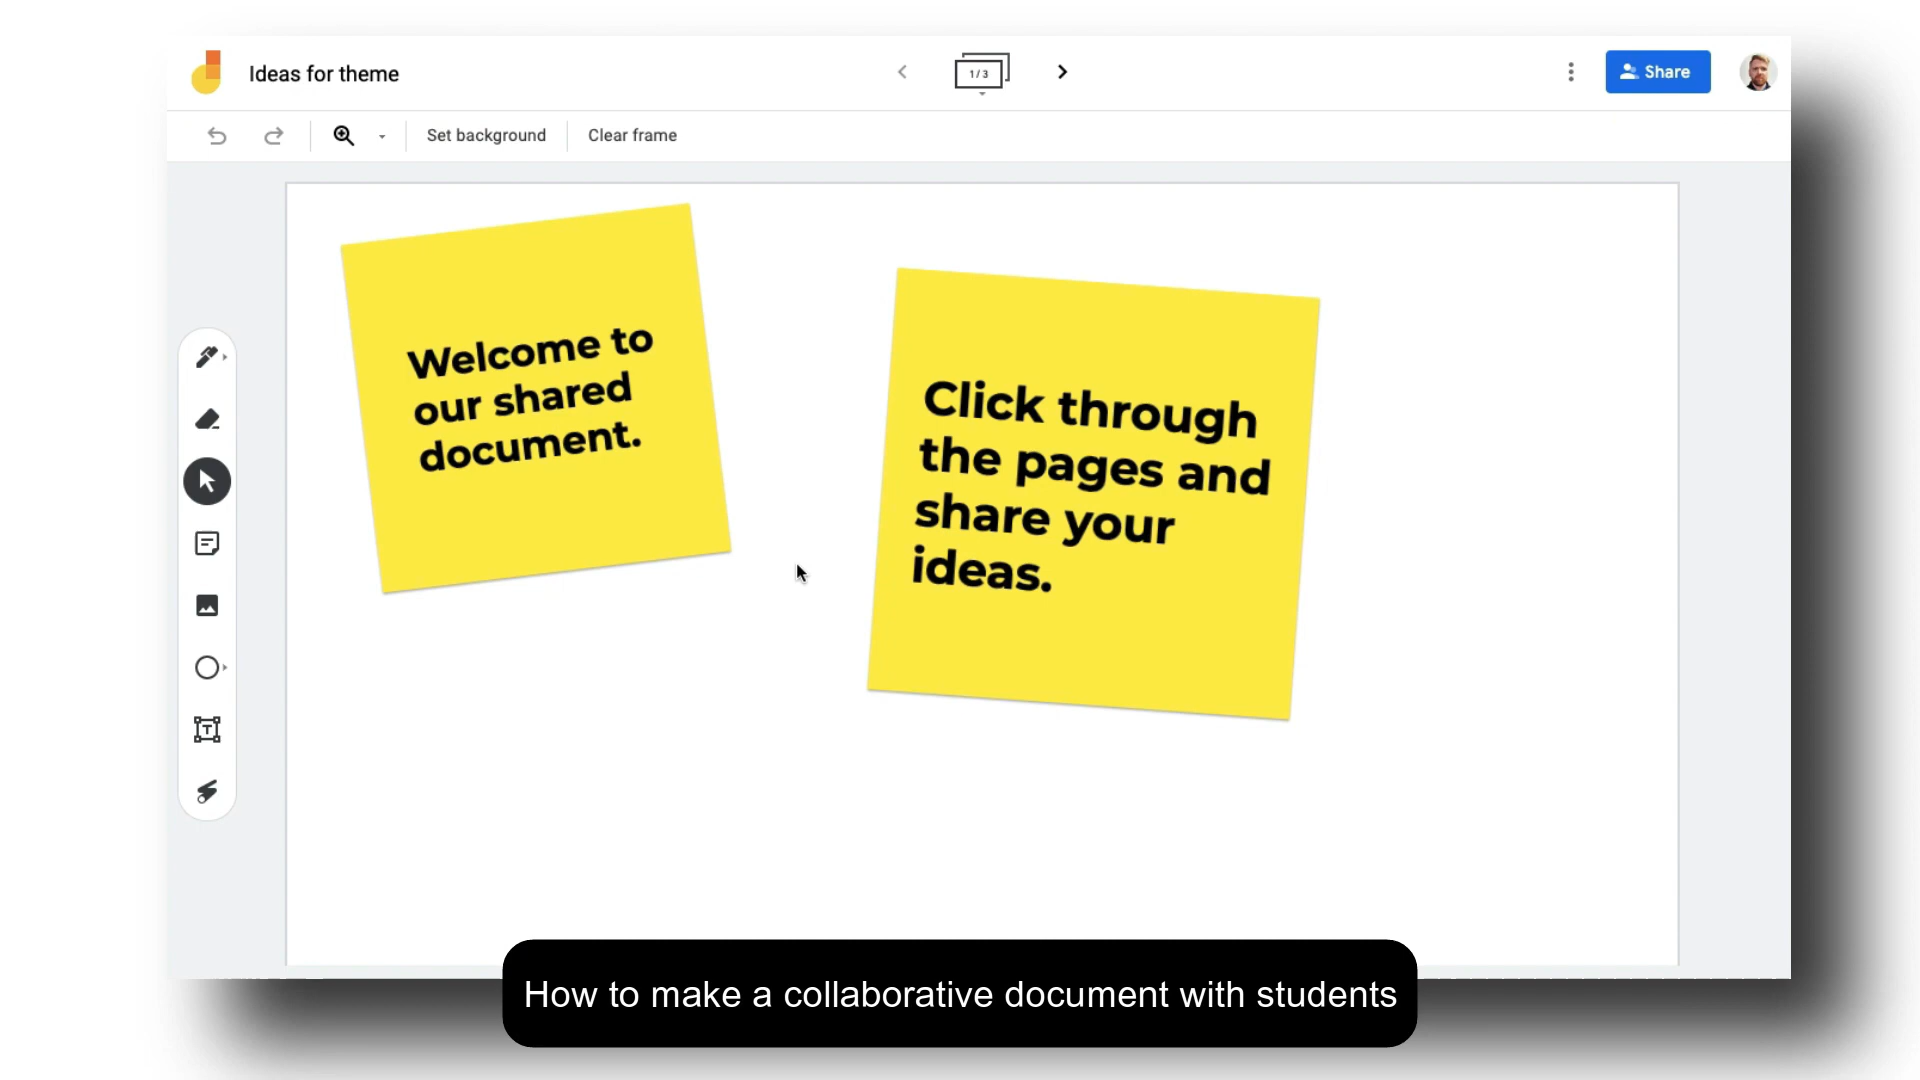 Ideas for theme
1/3
Share
Set background
Clear frame
Welcome to
our shared
document.
Click through
the pages and
share your
ideas.
How to make a collaborative document with students